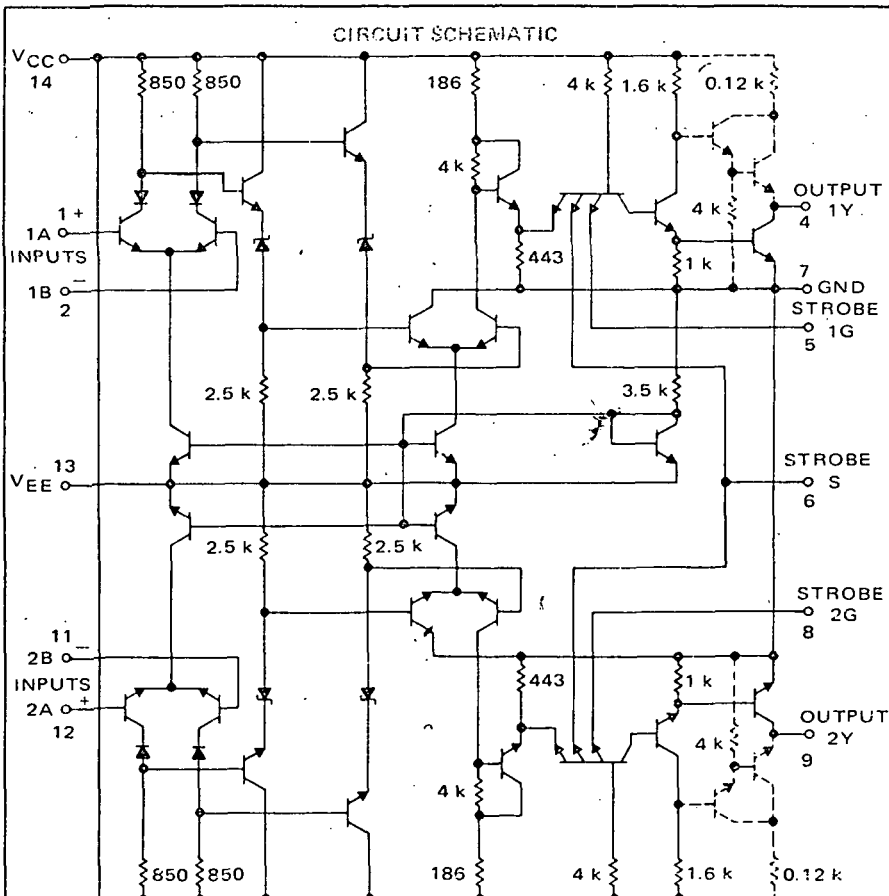 CIRCUIT SCHEMATIC
VCC
14
850 850
186
4 k
1.6 k
0.12 k
4 k
4 k
OUTPUT
1Y
4
1 +
1A
INPUTS
1B −
2
443
1 k
7
GND
STROBE
1G
5
2.5 k
2.5 k
3.5 k
13
VEE
STROBE
S
6
2.5 k
2.5 k
STROBE
2G
8
11 −
2B
INPUTS
2A +
12
443
1 k
OUTPUT
2Y
9
4 k
4 k
850 850
186
4 k
1.6 k
0.12 k